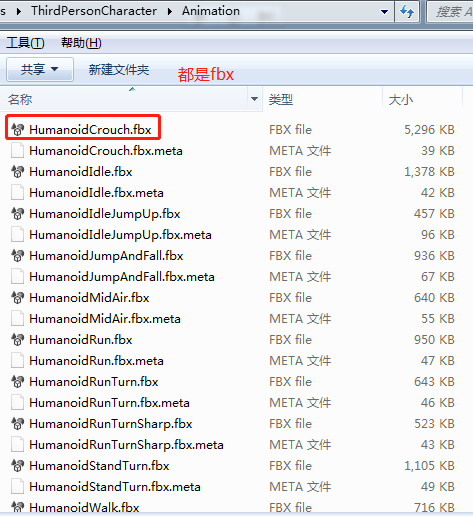 s ▸ ThirdPersonCharacter ▸ Animation 搜索 A
工具(T) 帮助(H)
共享 新建文件夹 都是fbx
名称 类型 大小
HumanoidCrouch.fbx FBX file 5,296 KB
HumanoidCrouch.fbx.meta META 文件 39 KB
HumanoidIdle.fbx FBX file 1,378 KB
HumanoidIdle.fbx.meta META 文件 42 KB
HumanoidIdleJumpUp.fbx FBX file 457 KB
HumanoidIdleJumpUp.fbx.meta META 文件 96 KB
HumanoidJumpAndFall.fbx FBX file 936 KB
HumanoidJumpAndFall.fbx.meta META 文件 67 KB
HumanoidMidAir.fbx FBX file 640 KB
HumanoidMidAir.fbx.meta META 文件 55 KB
HumanoidRun.fbx FBX file 950 KB
HumanoidRun.fbx.meta META 文件 47 KB
HumanoidRunTurn.fbx FBX file 643 KB
HumanoidRunTurn.fbx.meta META 文件 46 KB
HumanoidRunTurnSharp.fbx FBX file 523 KB
HumanoidRunTurnSharp.fbx.meta META 文件 43 KB
HumanoidStandTurn.fbx FBX file 1,105 KB
HumanoidStandTurn.fbx.meta META 文件 49 KB
HumanoidWalk.fbx FBX file 716 KB